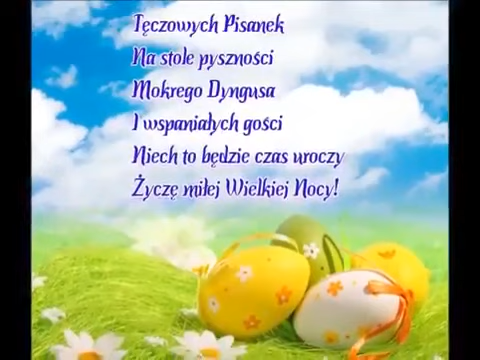 Tęczowych Pisanek
Na stole pyszności
Mokrego Dyngusa
I wspaniałych gości
Niech to będzie czas uroczy
Życzę miłej Wielkiej Nocy!